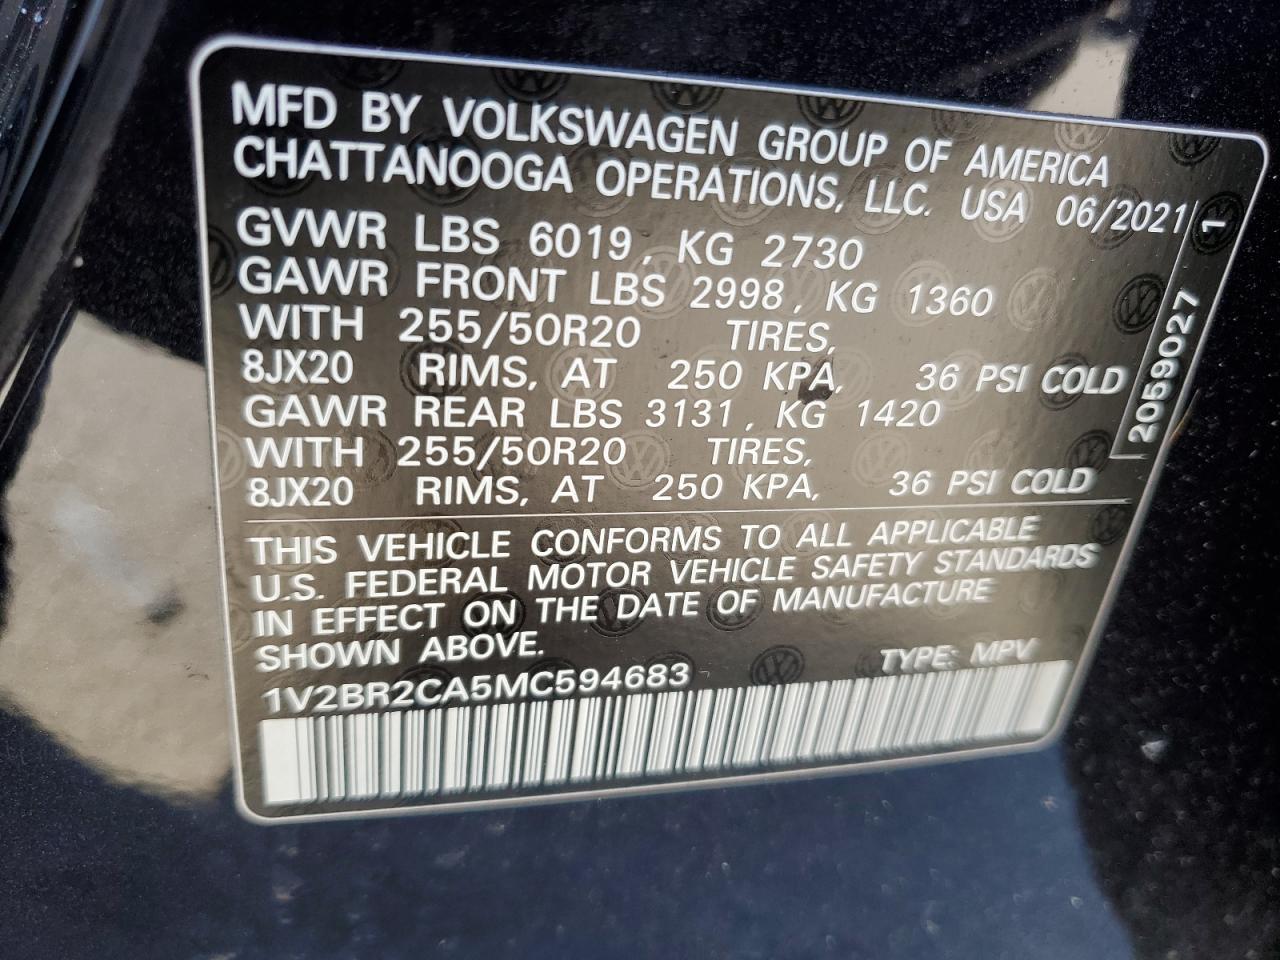 MFD BY VOLKSWAGEN GROUP OF AMERICA
CHATTANOOGA OPERATIONS, LLC. USA 06/2021
GVWR LBS 6019, KG 2730
GAWR FRONT LBS 2998, KG 1360
WITH 255/50R20 TIRES,
8JX20 RIMS, AT 250 KPA, 36 PSI COLD
GAWR REAR LBS 3131, KG 1420
WITH 255/50R20 TIRES,
8JX20 RIMS, AT 250 KPA, 36 PSI COLD
2059027 1
THIS VEHICLE CONFORMS TO ALL APPLICABLE
U.S. FEDERAL MOTOR VEHICLE SAFETY STANDARDS
IN EFFECT ON THE DATE OF MANUFACTURE
SHOWN ABOVE.
TYPE: MPV
1V2BR2CA5MC594683